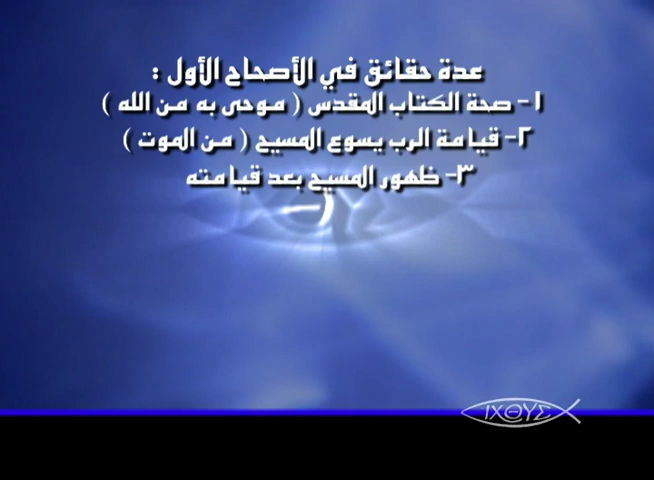 عدة حقائق في الأصحاح الأول :
١- صحة الكتاب المقدس ( موحى به من الله )
٢- قيامة الرب يسوع المسيح ( من الموت )
٣- ظهور المسيح بعد قيامته
ΙΧΘΥΣ